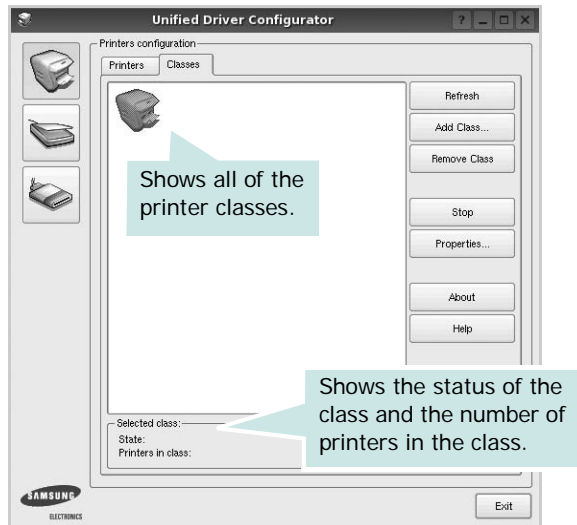 Unified Driver Configurator
Printers configuration
Printers Classes
Refresh
Add Class...
Remove Class
Shows all of the
printer classes.
Stop
Properties...
About
Help
Shows the status of the
class and the number of
printers in the class.
Selected class:
State:
Printers in class:
SAMSUNG
ELECTRONICS
Exit